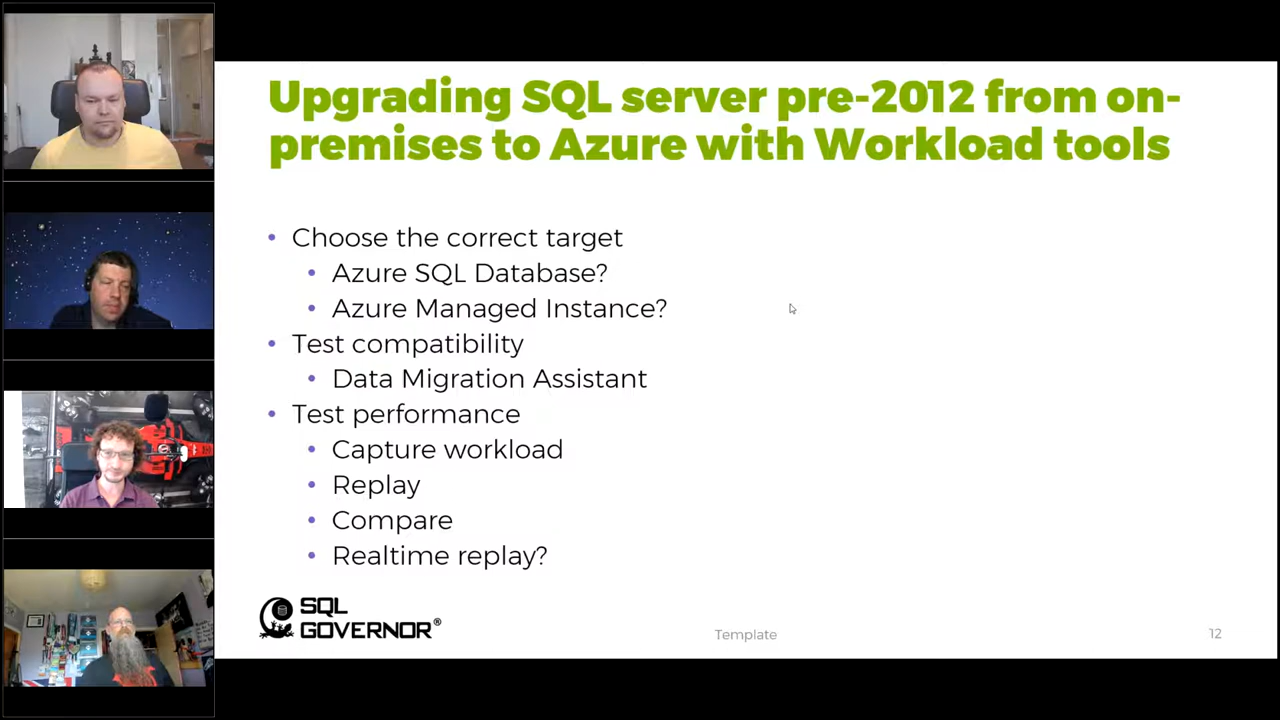 Upgrading SQL server pre-2012 from on-
premises to Azure with Workload tools
• Choose the correct target
• Azure SQL Database?
• Azure Managed Instance?
• Test compatibility
• Data Migration Assistant
• Test performance
• Capture workload
• Replay
• Compare
• Realtime replay?
SQL
GOVERNOR®
Template
12